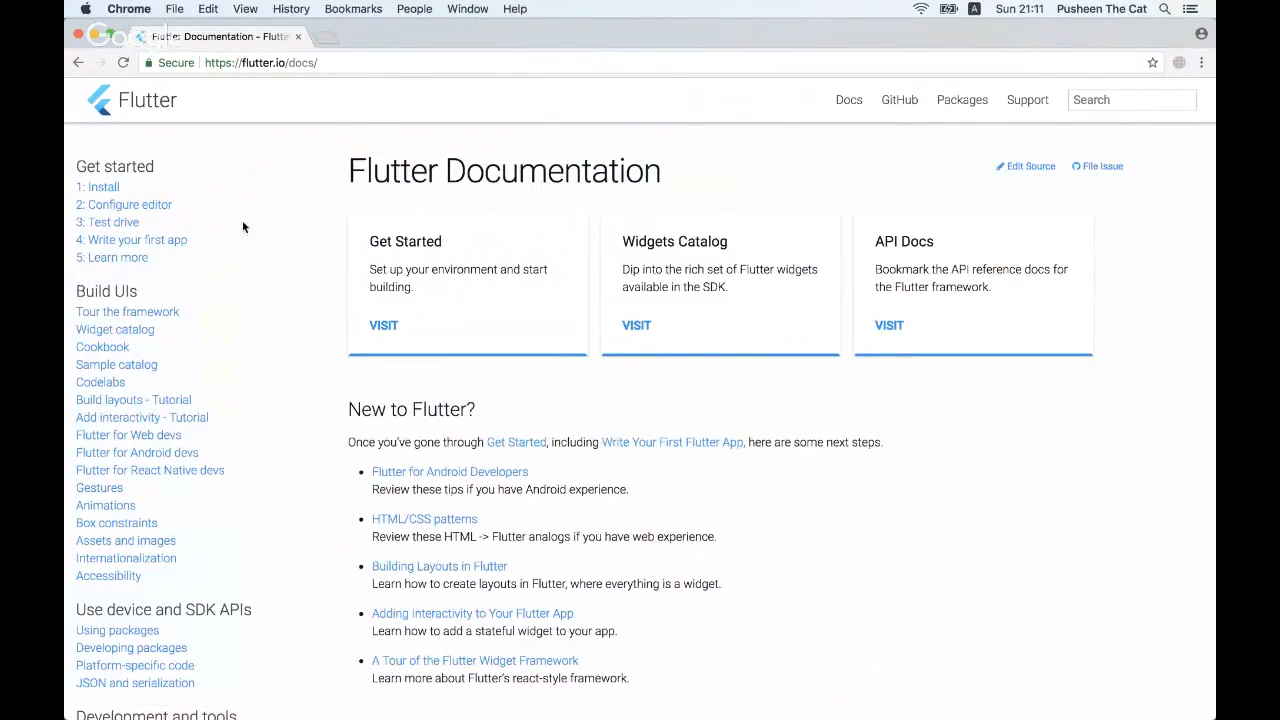 Chrome File Edit View History Bookmarks People Window Help
A Sun 21:11 Pusheen The Cat
Google
Flutter Documentation - Flutte
Secure https://flutter.io/docs/
Flutter
Docs GitHub Packages Support Search
Get started
1: Install
2: Configure editor
3: Test drive
4: Write your first app
5: Learn more
Build UIs
Tour the framework
Widget catalog
Cookbook
Sample catalog
Codelabs
Build layouts - Tutorial
Add interactivity - Tutorial
Flutter for Web devs
Flutter for Android devs
Flutter for React Native devs
Gestures
Animations
Box constraints
Assets and images
Internationalization
Accessibility
Use device and SDK APIs
Using packages
Developing packages
Platform-specific code
JSON and serialization
Development and tools
Flutter Documentation
Edit Source File Issue
Get Started
Set up your environment and start
building.
VISIT
Widgets Catalog
Dip into the rich set of Flutter widgets
available in the SDK.
VISIT
API Docs
Bookmark the API reference docs for
the Flutter framework.
VISIT
New to Flutter?
Once you've gone through Get Started, including Write Your First Flutter App, here are some next steps.
Flutter for Android Developers
Review these tips if you have Android experience.
HTML/CSS patterns
Review these HTML -> Flutter analogs if you have web experience.
Building Layouts in Flutter
Learn how to create layouts in Flutter, where everything is a widget.
Adding Interactivity to Your Flutter App
Learn how to add a stateful widget to your app.
A Tour of the Flutter Widget Framework
Learn more about Flutter's react-style framework.